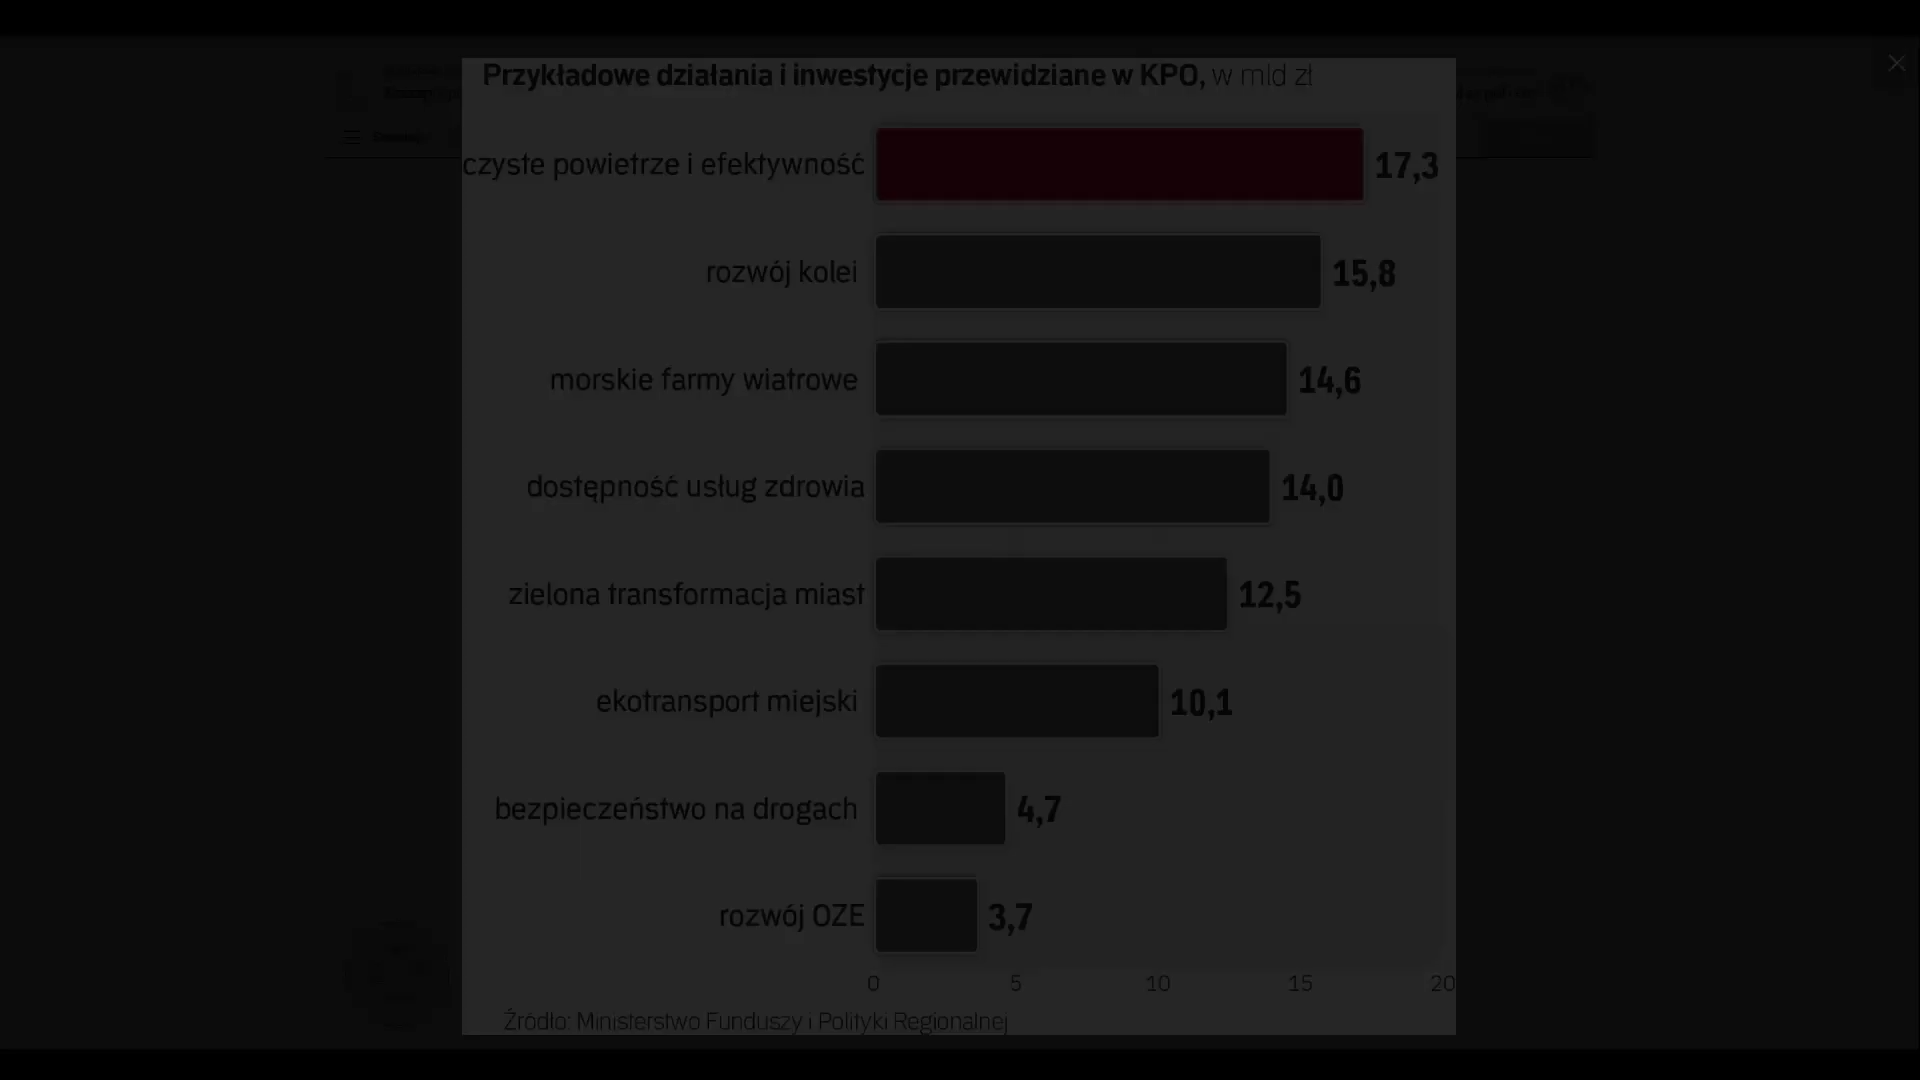 Przykładowe działania i inwestycje przewidziane w KPO, w mld zł
czyste powietrze i efektywność 17,3
rozwój kolei 15,8
morskie farmy wiatrowe 14,6
dostępność usług zdrowia 14,0
zielona transformacja miast 12,5
ekotransport miejski 10,1
bezpieczeństwo na drogach 4,7
rozwój OZE 3,7
0 5 10 15 20
Źródło: Ministerstwo Funduszy i Polityki Regionalnej